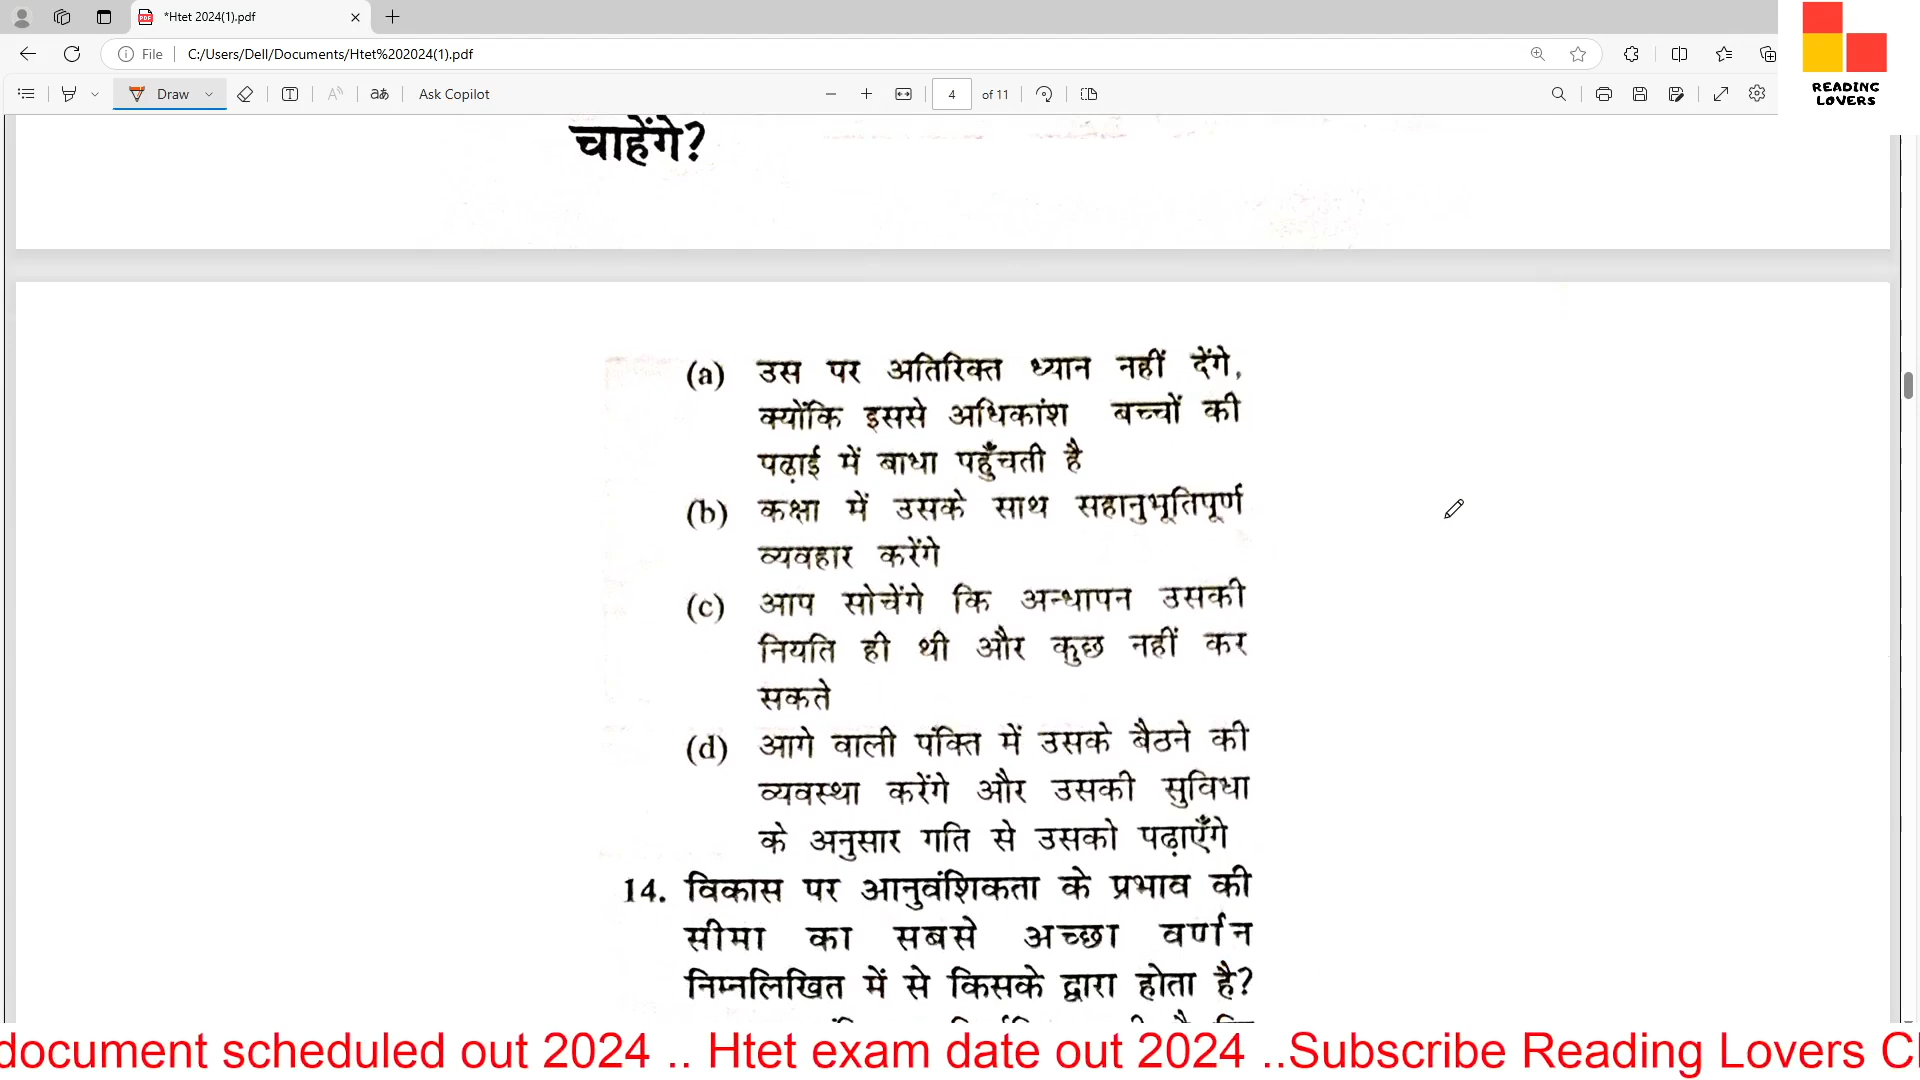 *Htet 2024(1).pdf
File
C:/Users/Dell/Documents/Htet%202024(1).pdf
Draw
Ask Copilot
4
of 11
READING
LOVERS
चाहेंगे?
(a) उस पर अतिरिक्त ध्यान नहीं देंगे,
क्योंकि इससे अधिकांश बच्चों की
पढ़ाई में बाधा पहुँचती है
(b) कक्षा में उसके साथ सहानुभूतिपूर्ण
व्यवहार करेंगे
(c) आप सोचेंगे कि अन्धापन उसकी
नियति ही थी और कुछ नहीं कर
सकते
(d) आगे वाली पंक्ति में उसके बैठने की
व्यवस्था करेंगे और उसकी सुविधा
के अनुसार गति से उसको पढ़ाएँगे
14. विकास पर आनुवंशिकता के प्रभाव की
सीमा का सबसे अच्छा वर्णन
निम्नलिखित में से किसके द्वारा होता है?
document scheduled out 2024 .. Htet exam date out 2024 ..Subscribe Reading Lovers